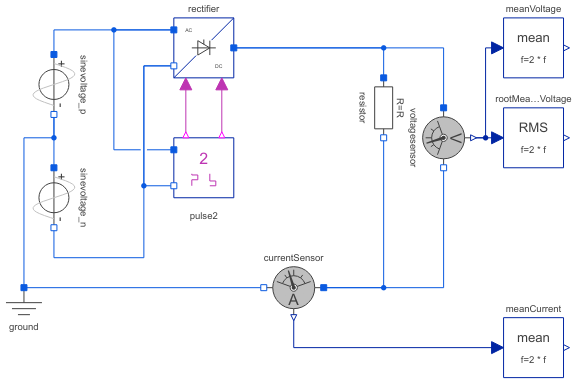 rectifier
meanVoltage
AC
DC
mean
f=2 * f
sinevoltage_p
+
-
resistor
R=R
voltagesensor
rootMea...Voltage
RMS
f=2 * f
2
pulse2
sinevoltage_n
+
-
currentSensor
A
ground
meanCurrent
mean
f=2 * f